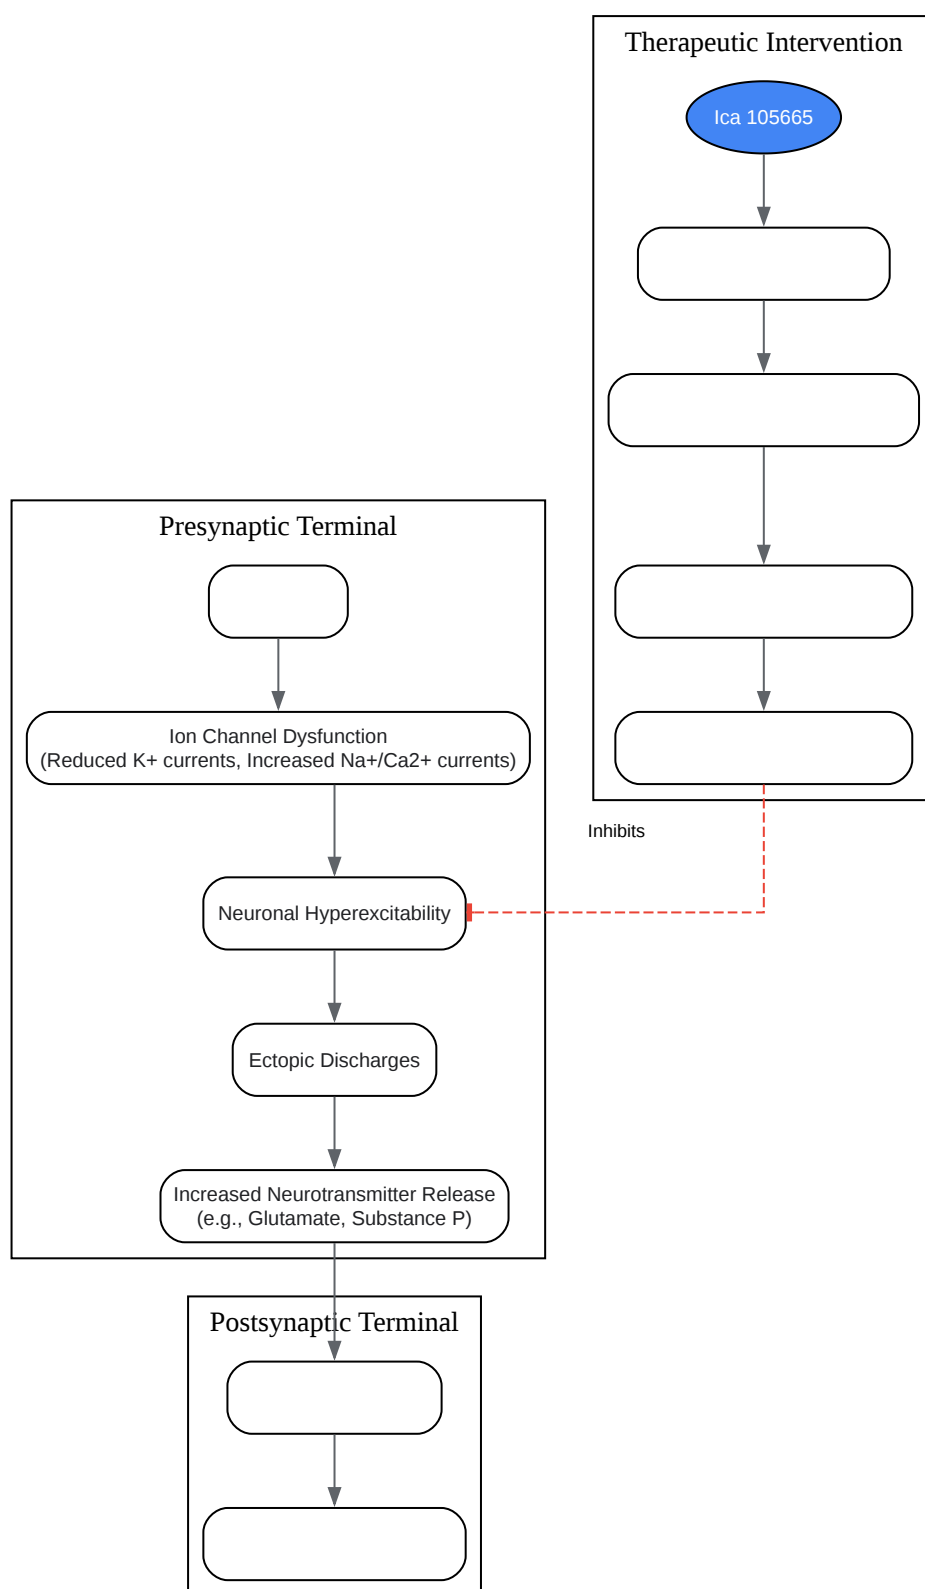 Therapeutic Intervention
Ica 105665
Presynaptic Terminal
Ion Channel Dysfunction
(Reduced K+ currents, Increased Na+/Ca2+ currents)
Inhibits
Neuronal Hyperexcitability
Ectopic Discharges
Increased Neurotransmitter Release
(e.g., Glutamate, Substance P)
Postsynaptic Terminal